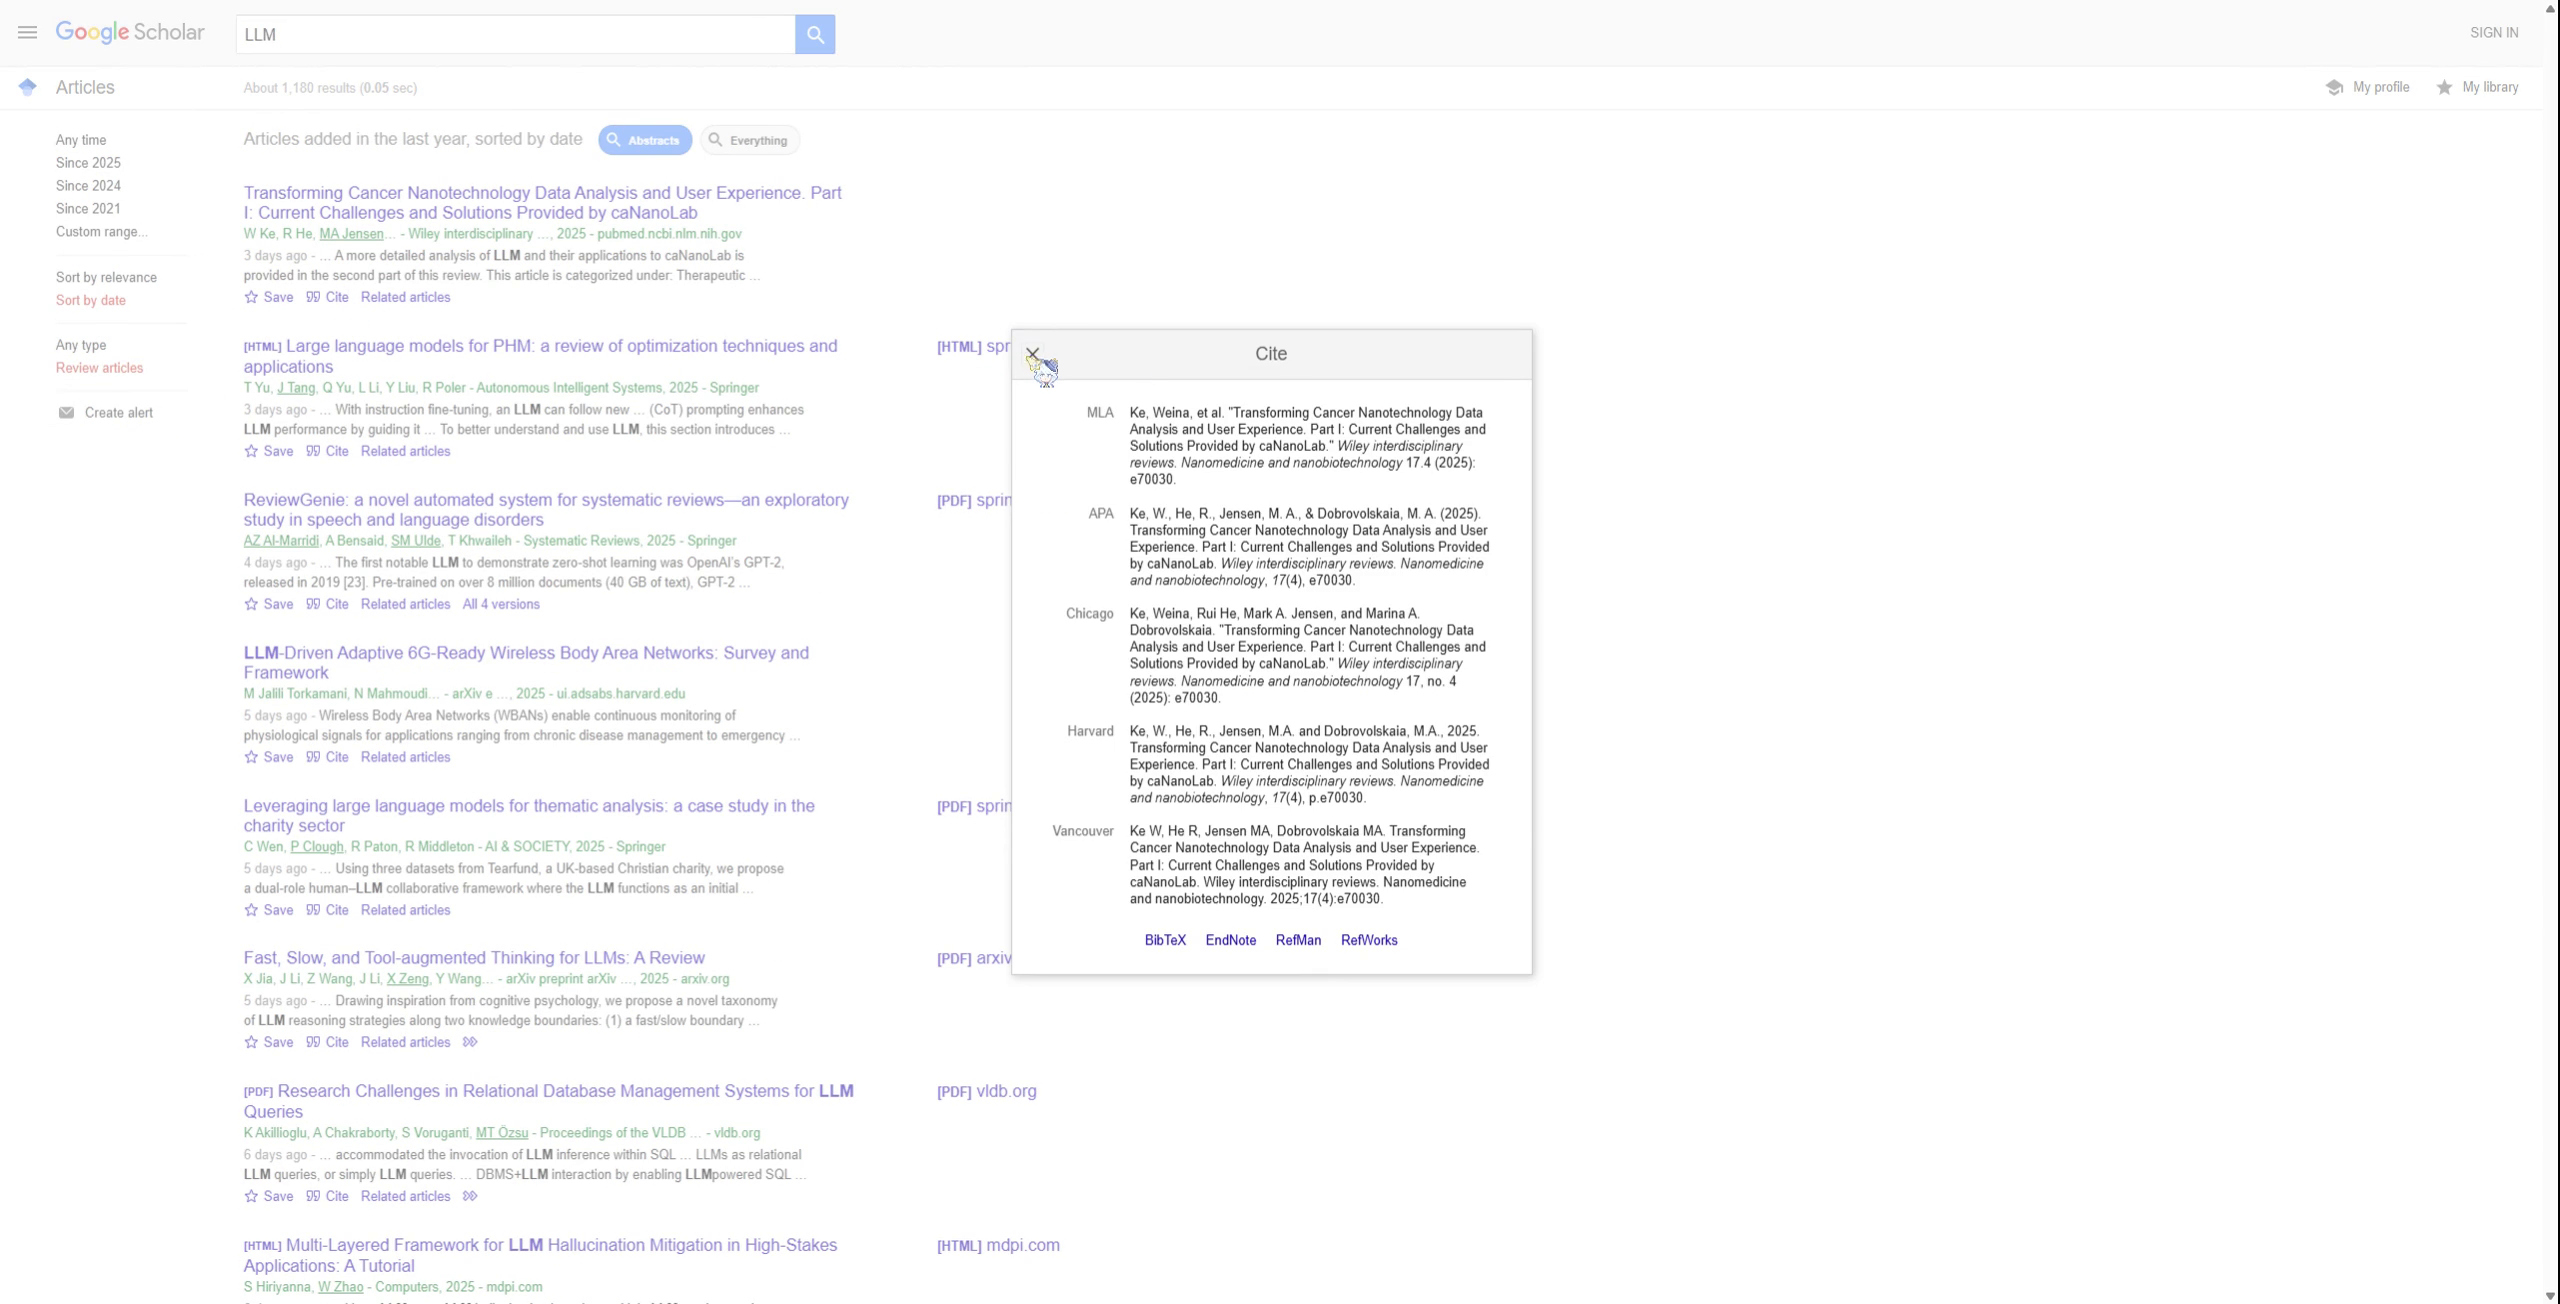 Google Scholar
LLM
SIGN IN
Articles
About 1,180 results (0.05 sec)
My profile
My library
Any time
Since 2025
Since 2024
Since 2021
Custom range...
Sort by relevance
Sort by date
Any type
Review articles
Create alert
Articles added in the last year, sorted by date
Abstracts
Everything
Transforming Cancer Nanotechnology Data Analysis and User Experience. Part
I: Current Challenges and Solutions Provided by caNanoLab
W Ke, R He, MA Jensen… - Wiley interdisciplinary …, 2025 - pubmed.ncbi.nlm.nih.gov
3 days ago - … A more detailed analysis of LLM and their applications to caNanoLab is
provided in the second part of this review. This article is categorized under: Therapeutic …
Save Cite Related articles
[HTML] Large language models for PHM: a review of optimization techniques and
applications
T Yu, J Tang, Q Yu, L Li, Y Liu, R Poler - Autonomous Intelligent Systems, 2025 - Springer
3 days ago - … With instruction fine-tuning, an LLM can follow new … (CoT) prompting enhances
LLM performance by guiding it … To better understand and use LLM, this section introduces …
Save Cite Related articles
[HTML] spr
ReviewGenie: a novel automated system for systematic reviews—an exploratory
study in speech and language disorders
AZ Al-Marridi, A Bensaid, SM Ulde, T Khwaileh - Systematic Reviews, 2025 - Springer
4 days ago - … The first notable LLM to demonstrate zero-shot learning was OpenAI's GPT-2,
released in 2019 [23]. Pre-trained on over 8 million documents (40 GB of text), GPT-2 …
Save Cite Related articles All 4 versions
[PDF] sprin
LLM-Driven Adaptive 6G-Ready Wireless Body Area Networks: Survey and
Framework
M Jalili Torkamani, N Mahmoudi… - arXiv e …, 2025 - ui.adsabs.harvard.edu
5 days ago - Wireless Body Area Networks (WBANs) enable continuous monitoring of
physiological signals for applications ranging from chronic disease management to emergency …
Save Cite Related articles
Leveraging large language models for thematic analysis: a case study in the
charity sector
C Wen, P Clough, R Paton, R Middleton - AI & SOCIETY, 2025 - Springer
5 days ago - … Using three datasets from Tearfund, a UK-based Christian charity, we propose
a dual-role human–LLM collaborative framework where the LLM functions as an initial …
Save Cite Related articles
[PDF] sprin
Fast, Slow, and Tool-augmented Thinking for LLMs: A Review
X Jia, J Li, Z Wang, J Li, X Zeng, Y Wang… - arXiv preprint arXiv …, 2025 - arxiv.org
5 days ago - … Drawing inspiration from cognitive psychology, we propose a novel taxonomy
of LLM reasoning strategies along two knowledge boundaries: (1) a fast/slow boundary …
Save Cite Related articles
[PDF] arxiv
[PDF] Research Challenges in Relational Database Management Systems for LLM
Queries
K Akillioglu, A Chakraborty, S Voruganti, MT Özsu - Proceedings of the VLDB … - vldb.org
6 days ago - … accommodated the invocation of LLM inference within SQL … LLMs as relational
LLM queries, or simply LLM queries. … DBMS+LLM interaction by enabling LLMpowered SQL …
Save Cite Related articles
[PDF] vldb.org
[HTML] Multi-Layered Framework for LLM Hallucination Mitigation in High-Stakes
Applications: A Tutorial
S Hiriyanna, W Zhao - Computers, 2025 - mdpi.com
[HTML] mdpi.com
Cite
MLA
Ke, Weina, et al. "Transforming Cancer Nanotechnology Data
Analysis and User Experience. Part I: Current Challenges and
Solutions Provided by caNanoLab." Wiley interdisciplinary
reviews. Nanomedicine and nanobiotechnology 17.4 (2025):
e70030.
APA
Ke, W., He, R., Jensen, M. A., & Dobrovolskaia, M. A. (2025).
Transforming Cancer Nanotechnology Data Analysis and User
Experience. Part I: Current Challenges and Solutions Provided
by caNanoLab. Wiley interdisciplinary reviews. Nanomedicine
and nanobiotechnology, 17(4), e70030.
Chicago
Ke, Weina, Rui He, Mark A. Jensen, and Marina A.
Dobrovolskaia. "Transforming Cancer Nanotechnology Data
Analysis and User Experience. Part I: Current Challenges and
Solutions Provided by caNanoLab." Wiley interdisciplinary
reviews. Nanomedicine and nanobiotechnology 17, no. 4
(2025): e70030.
Harvard
Ke, W., He, R., Jensen, M.A. and Dobrovolskaia, M.A., 2025.
Transforming Cancer Nanotechnology Data Analysis and User
Experience. Part I: Current Challenges and Solutions Provided
by caNanoLab. Wiley interdisciplinary reviews. Nanomedicine
and nanobiotechnology, 17(4), p.e70030.
Vancouver
Ke W, He R, Jensen MA, Dobrovolskaia MA. Transforming
Cancer Nanotechnology Data Analysis and User Experience.
Part I: Current Challenges and Solutions Provided by
caNanoLab. Wiley interdisciplinary reviews. Nanomedicine
and nanobiotechnology. 2025;17(4):e70030.
BibTeX EndNote RefMan RefWorks